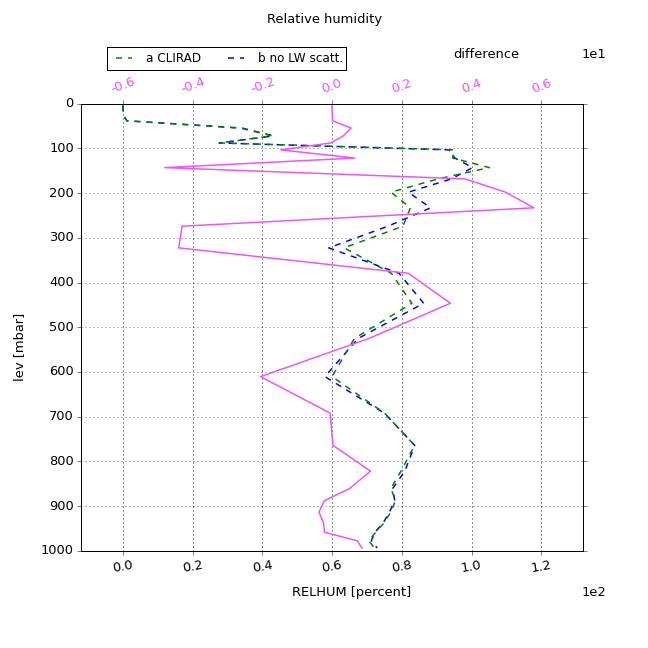 Relative humidity
difference 1e1
a CLIRAD b no LW scatt.
-0.6 -0.4 -0.2 0.0 0.2 0.4 0.6
0
100
200
300
400
500
600
700
800
900
1000
lev [mbar]
0.0 0.2 0.4 0.6 0.8 1.0 1.2
RELHUM [percent] 1e2